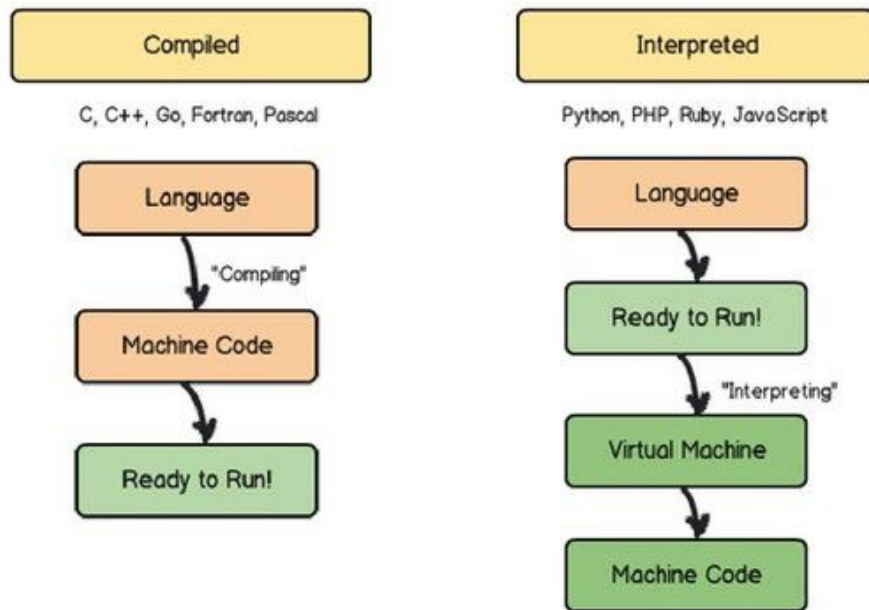 Compiled
C, C++, Go, Fortran, Pascal
Language
"Compiling"
Machine Code
Ready to Run!
Interpreted
Python, PHP, Ruby, JavaScript
Language
Ready to Run!
"Interpreting"
Virtual Machine
Machine Code